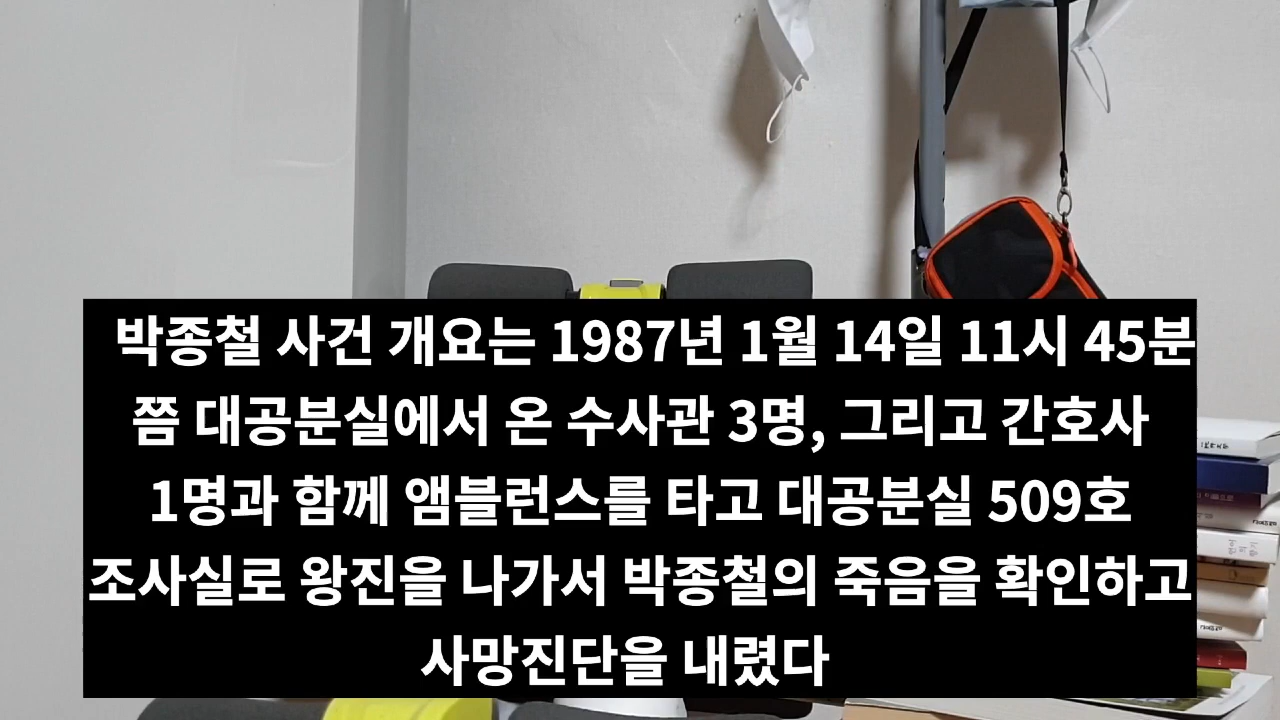 박종철 사건 개요는 1987년 1월 14일 11시 45분
쯤 대공분실에서 온 수사관 3명, 그리고 간호사
1명과 함께 앰블런스를 타고 대공분실 509호
조사실로 왕진을 나가서 박종철의 죽음을 확인하고
사망진단을 내렸다